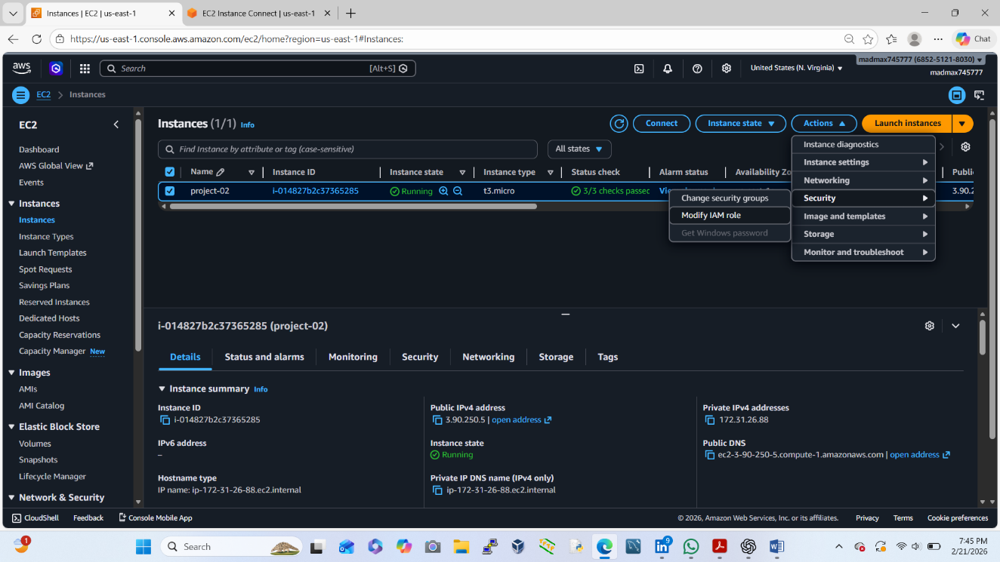 Instances | EC2 | us-east-1
EC2 Instance Connect | us-east-1
https://us-east-1.console.aws.amazon.com/ec2/home?region=us-east-1#Instances:
Chat
aws
Search
[Alt+S]
United States (N. Virginia)
madmax745777 (6852-5121-8030)
madmax745777
EC2
Instances
EC2
Dashboard
AWS Global View
Events
Instances
Instances
Instance Types
Launch Templates
Spot Requests
Savings Plans
Reserved Instances
Dedicated Hosts
Capacity Reservations
Capacity Manager New
Images
AMIs
AMI Catalog
Elastic Block Store
Volumes
Snapshots
Lifecycle Manager
Network & Security
Instances (1/1) Info
Connect
Instance state
Actions
Launch instances
Find Instance by attribute or tag (case-sensitive)
All states
Name
Instance ID
Instance state
Instance type
Status check
Alarm status
Availability Zo
Publi
project-02
i-014827b2c37365285
Running
t3.micro
3/3 checks passec
3.90.2
Instance diagnostics
Instance settings
Networking
Security
Image and templates
Storage
Monitor and troubleshoot
Change security groups
Modify IAM role
Get Windows password
i-014827b2c37365285 (project-02)
Details
Status and alarms
Monitoring
Security
Networking
Storage
Tags
Instance summary Info
Instance ID
i-014827b2c37365285
IPv6 address
–
Hostname type
IP name: ip-172-31-26-88.ec2.internal
Public IPv4 address
3.90.250.5 | open address
Instance state
Running
Private IP DNS name (IPv4 only)
ip-172-31-26-88.ec2.internal
Private IPv4 addresses
172.31.26.88
Public DNS
ec2-3-90-250-5.compute-1.amazonaws.com | open address
CloudShell
Feedback
Console Mobile App
© 2026, Amazon Web Services, Inc. or its affiliates.
Privacy
Terms
Cookie preferences
1
Search
9
7:45 PM
2/21/2026